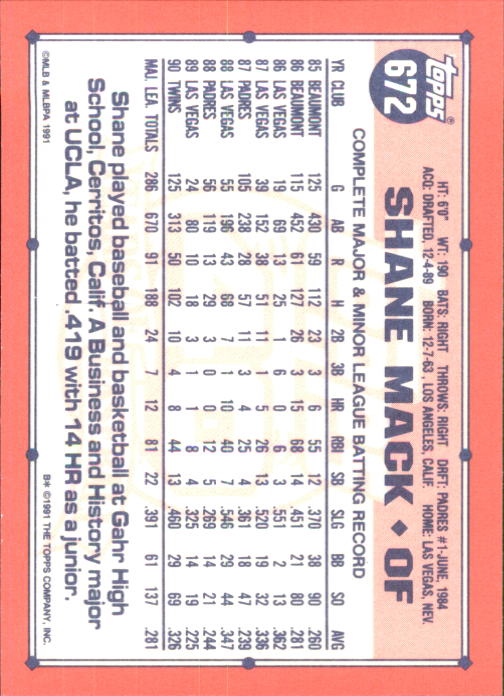 TOPPS®
672
HT: 6'0" WT: 190 BATS: RIGHT THROWS: RIGHT DRFT: PADRES #1-JUNE, 1984
ACQ: DRAFTED, 12-4-89 BORN: 12-7-63, LOS ANGELES, CALIF. HOME: LAS VEGAS, NEV.
SHANE MACK ♦ OF
COMPLETE MAJOR & MINOR LEAGUE BATTING RECORD
YR CLUB G AB R H 2B 3B HR RBI SB SLG BB SO AVG
85 BEAUMONT 125 430 59 112 23 3 6 55 12 .370 38 90 .260
86 BEAUMONT 115 452 61 127 26 3 15 68 14 .451 21 80 .281
86 LAS VEGAS 19 69 13 25 1 6 0 6 3 .551 2 13 .362
87 LAS VEGAS 39 152 38 51 11 1 5 26 13 .520 19 32 .336
87 PADRES 105 238 28 57 11 3 4 25 4 .361 18 47 .239
88 LAS VEGAS 55 196 43 68 7 1 10 40 7 .546 29 44 .347
88 PADRES 56 119 13 29 3 0 0 12 5 .269 14 21 .244
89 LAS VEGAS 24 80 10 18 3 1 1 8 4 .325 14 19 .225
90 TWINS 125 313 50 102 10 4 8 44 13 .460 29 69 .326
MAJ. LEA. TOTALS 286 670 91 188 24 7 12 81 22 .391 61 137 .281
Shane played baseball and basketball at Gahr High
School, Cerritos, Calif. A Business and History major
at UCLA, he batted .419 with 14 HR as a junior.
©MLB & MLBPA 1991 B* ©1991 THE TOPPS COMPANY, INC.